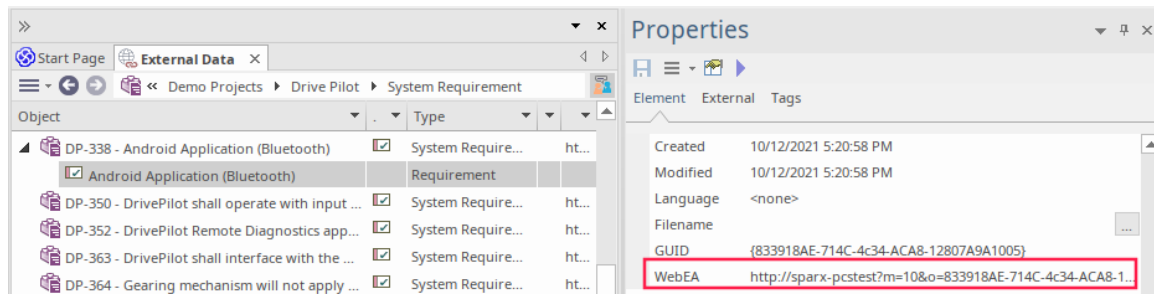 Start Page
External Data
« Demo Projects Drive Pilot System Requirement
Object . Type
DP-338 - Android Application (Bluetooth) System Require... ht...
Android Application (Bluetooth) Requirement
DP-350 - DrivePilot shall operate with input ... System Require... ht...
DP-352 - DrivePilot Remote Diagnostics app... System Require... ht...
DP-363 - DrivePilot shall interface with the ... System Require... ht...
DP-364 - Gearing mechanism will not apply ... System Require... ht...
Properties
Element External Tags
Created 10/12/2021 5:20:58 PM
Modified 10/12/2021 5:20:58 PM
Language <none>
Filename ...
GUID {833918AE-714C-4c34-ACA8-12807A9A1005}
WebEA http://sparx-pcstest?m=10&o=833918AE-714C-4c34-ACA8-1...